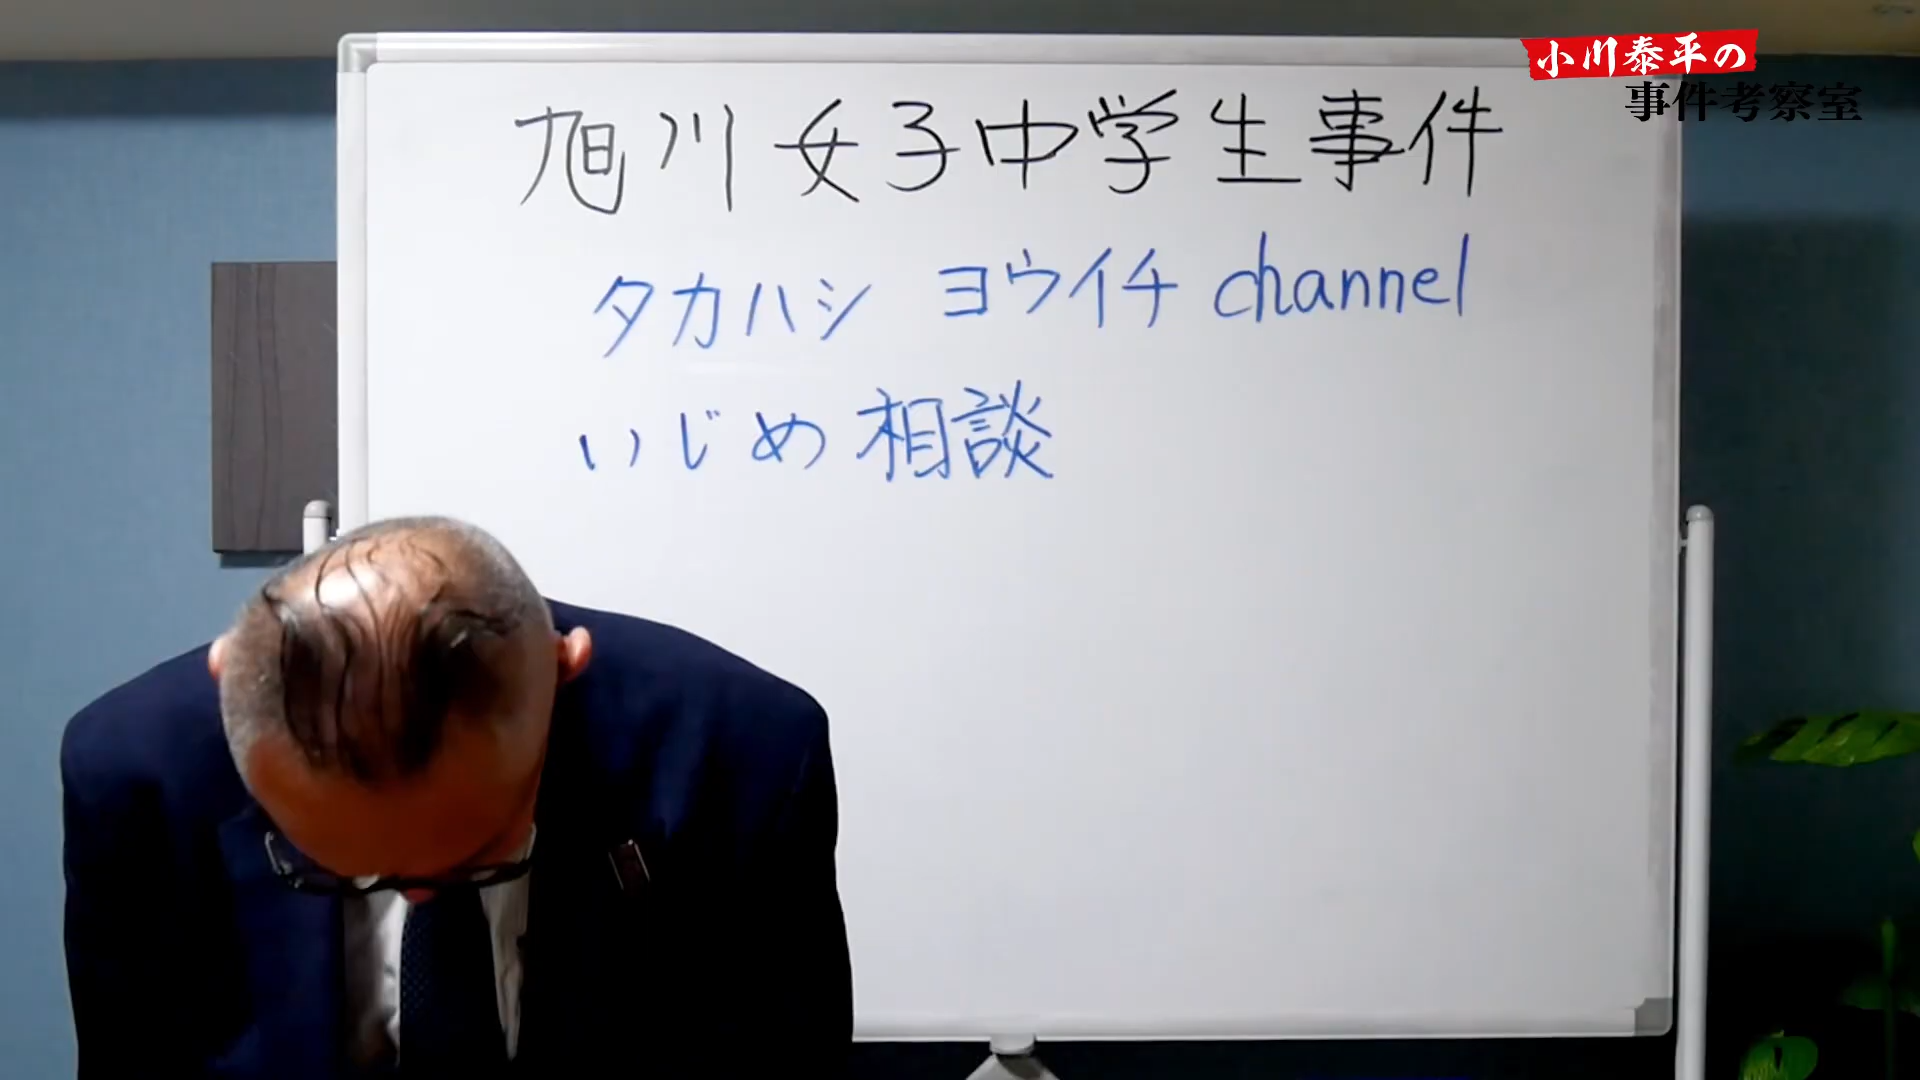 小川泰平の
事件考察室
旭川女子中学生事件
タカハシ ヨウイチ channel
いじめ相談